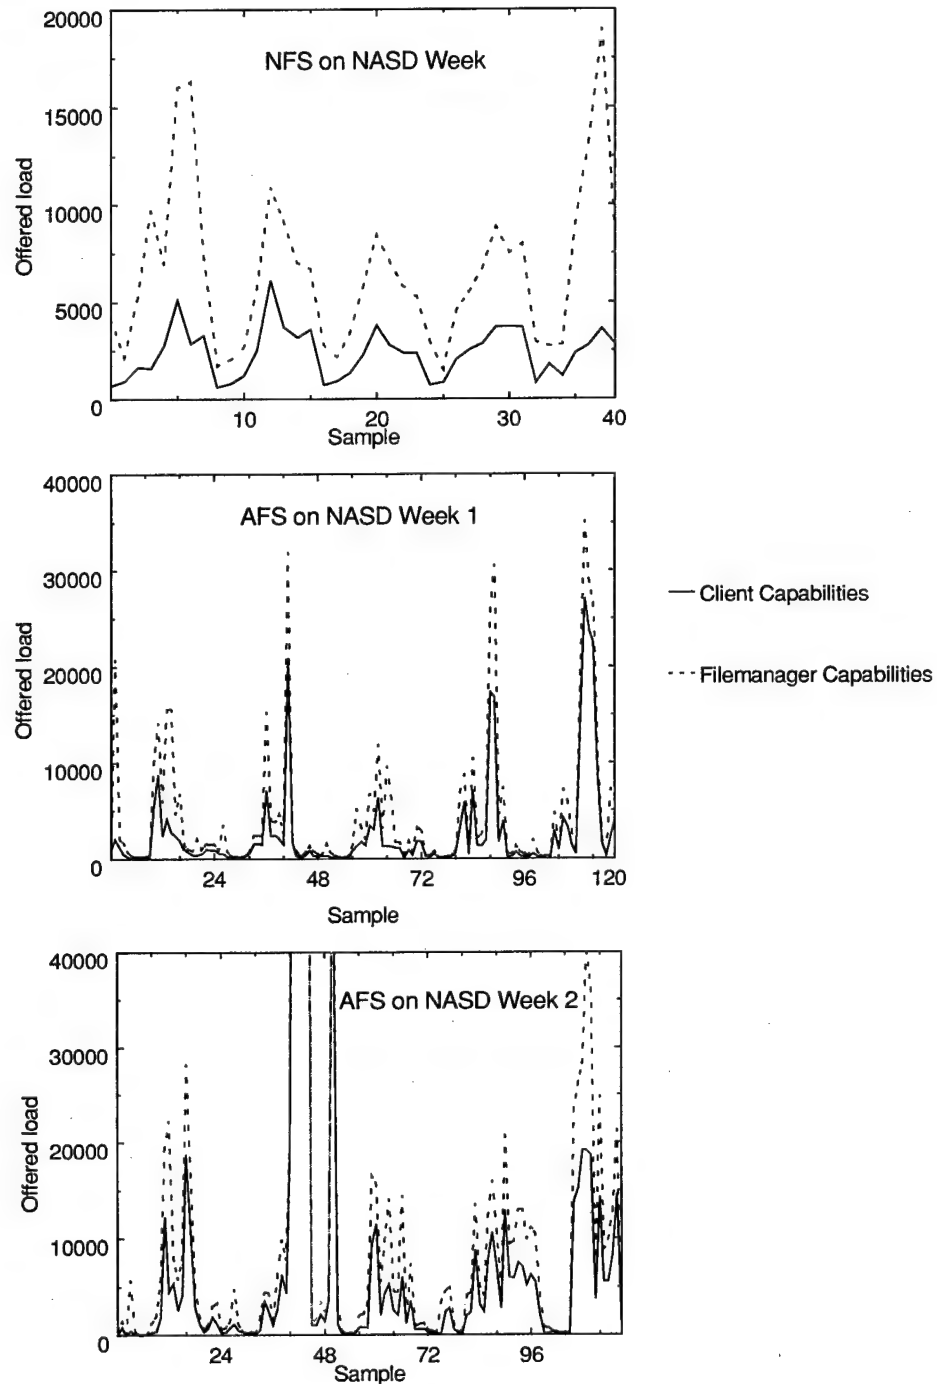 NFS on NASD Week
20000
15000
10000
5000
0
Offered load
10
20
30
40
Sample
AFS on NASD Week 1
40000
30000
20000
10000
0
Offered load
24
48
72
96
120
Sample
Client Capabilities
Filemanager Capabilities
AFS on NASD Week 2
40000
30000
20000
10000
0
Offered load
24
48
72
96
Sample